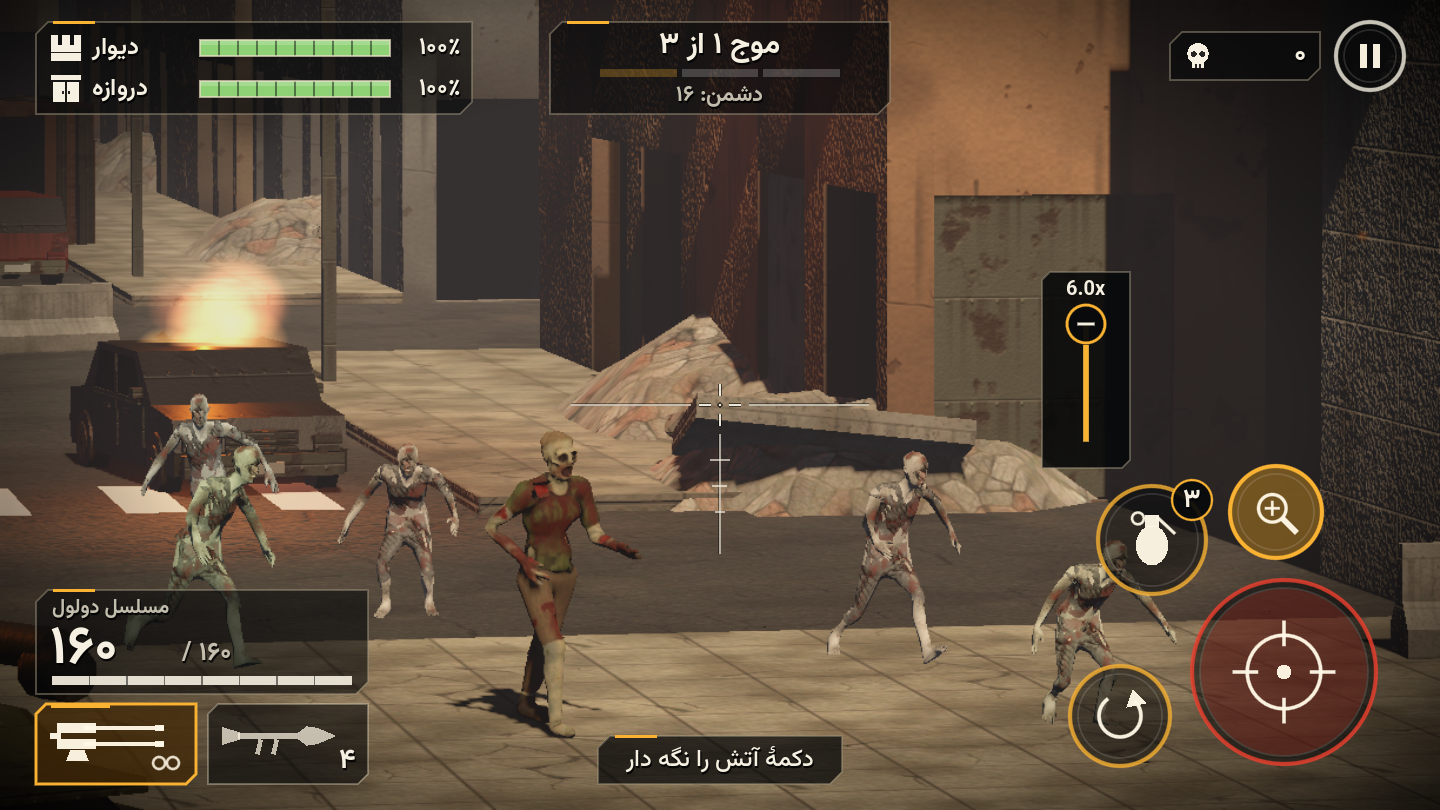 دیوار ۱۰۰٪
دروازه ۱۰۰٪
موج ۱ از ۳
دشمن: ۱۶
۰
6.0x
۳
مسلسل دولول
۱۶۰ / ۱۶۰
∞
۴
دکمهٔ آتش را نگه دار